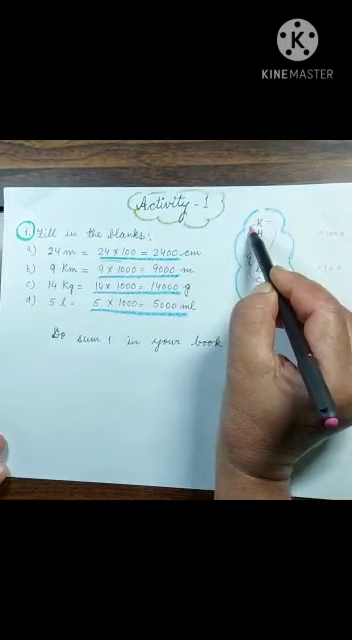 K
KINEMASTER
Activity-1
1. Fill in the blanks:
a) 24 m = 24 × 100 = 2400 cm
b) 9 Km = 9 × 1000 = 9000 m
c) 14 Kg = 14 × 1000 = 14000 g
d) 5 l = 5 × 1000 = 5000 ml
Do sum 1 in your book
K
H